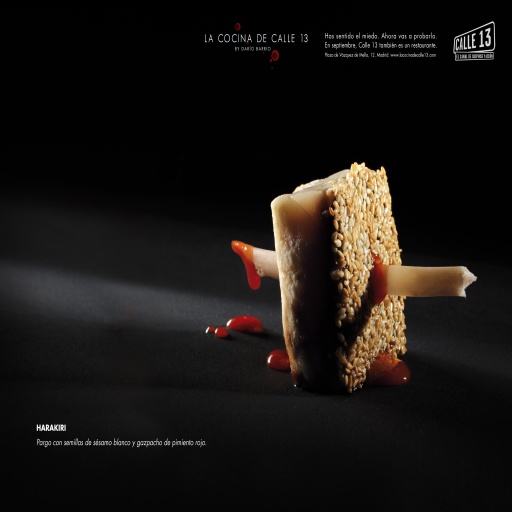 LA COCINA DE CALLE 13
BY DARÍO BARRIO
Has sentido el miedo. Ahora vas a probarlo.
En septiembre, Calle 13 también es un restaurante.
Plaza de Vázquez de Mella, 12. Madrid. www.lacocinadecalle13.com
CALLE 13
HARAKIRI
Pargo con semillas de sésamo blanco y gazpacho de pimiento rojo.